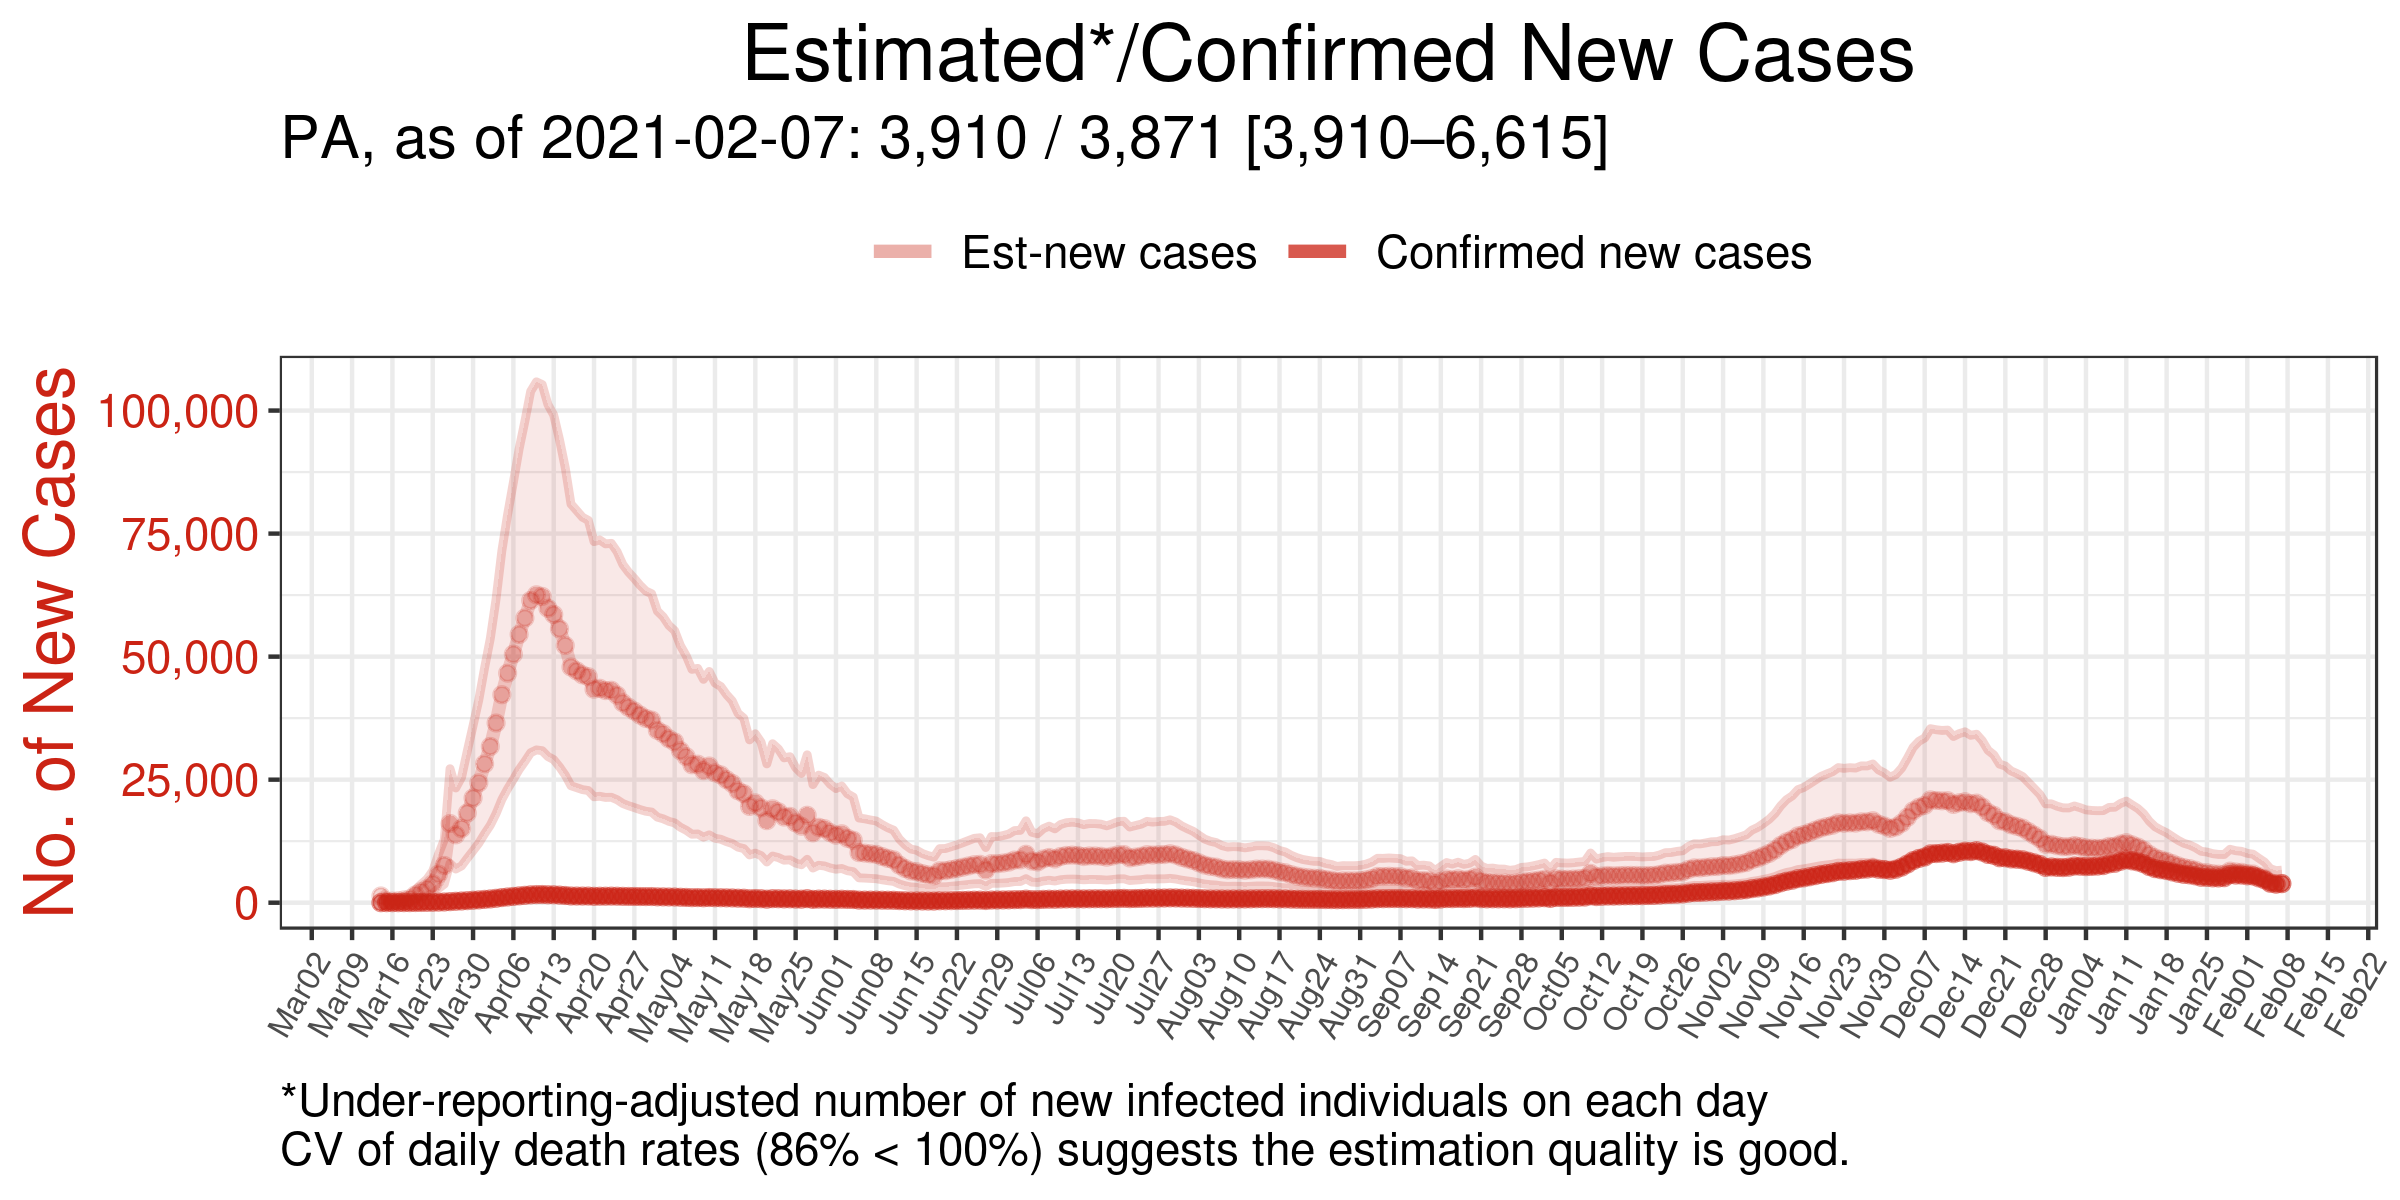 Estimated*/Confirmed New Cases
PA, as of 2021-02-07: 3,910 / 3,871 [3,910–6,615]
Est-new cases
Confirmed new cases
No. of New Cases
100,000
75,000
50,000
25,000
0
Mar02
Mar09
Mar16
Mar23
Mar30
Apr06
Apr13
Apr20
Apr27
May04
May11
May18
May25
Jun01
Jun08
Jun15
Jun22
Jun29
Jul06
Jul13
Jul20
Jul27
Aug03
Aug10
Aug17
Aug24
Aug31
Sep07
Sep14
Sep21
Sep28
Oct05
Oct12
Oct19
Oct26
Nov02
Nov09
Nov16
Nov23
Nov30
Dec07
Dec14
Dec21
Dec28
Jan04
Jan11
Jan18
Jan25
Feb01
Feb08
Feb15
Feb22
*Under-reporting-adjusted number of new infected individuals on each day
CV of daily death rates (86% < 100%) suggests the estimation quality is good.